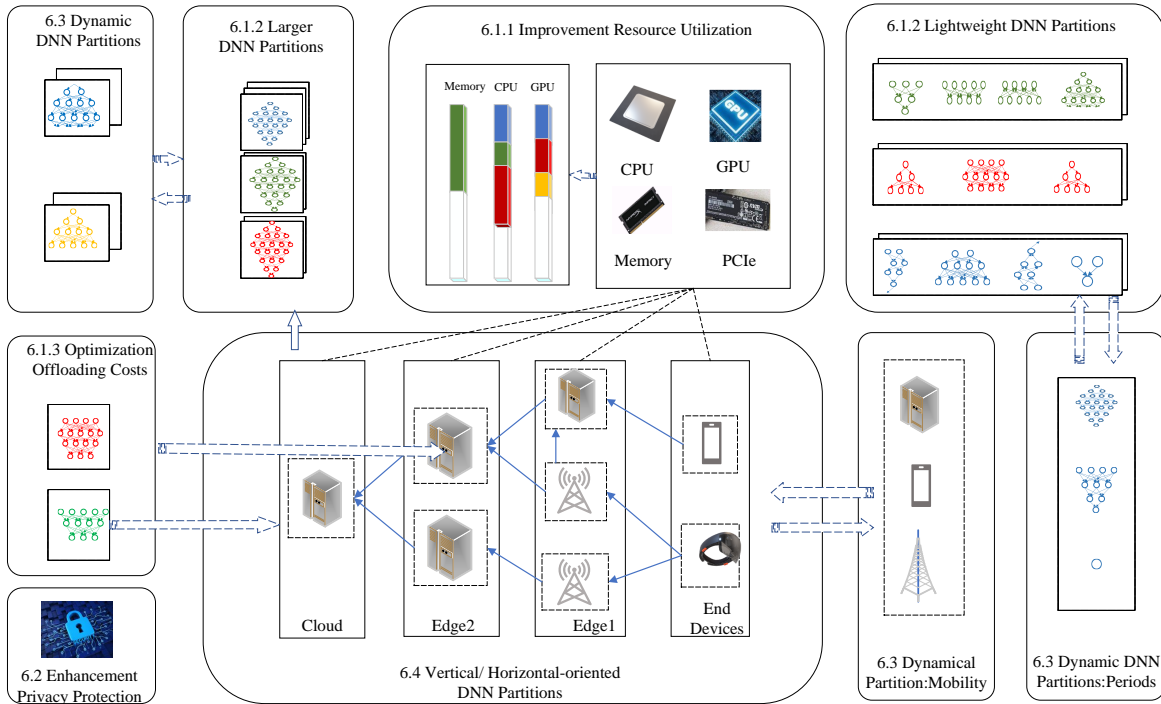 6.3 Dynamic
DNN Partitions
6.1.2 Larger
DNN Partitions
6.1.1 Improvement Resource Utilization
Memory
CPU
GPU
GPU
CPU
GPU
Memory
PCIe
6.1.2 Lightweight DNN Partitions
6.1.3 Optimization
Offloading Costs
6.2 Enhancement
Privacy Protection
Cloud
Edge2
Edge1
End
Devices
6.4 Vertical/ Horizontal-oriented
DNN Partitions
6.3 Dynamical
Partition:Mobility
6.3 Dynamic DNN
Partitions:Periods